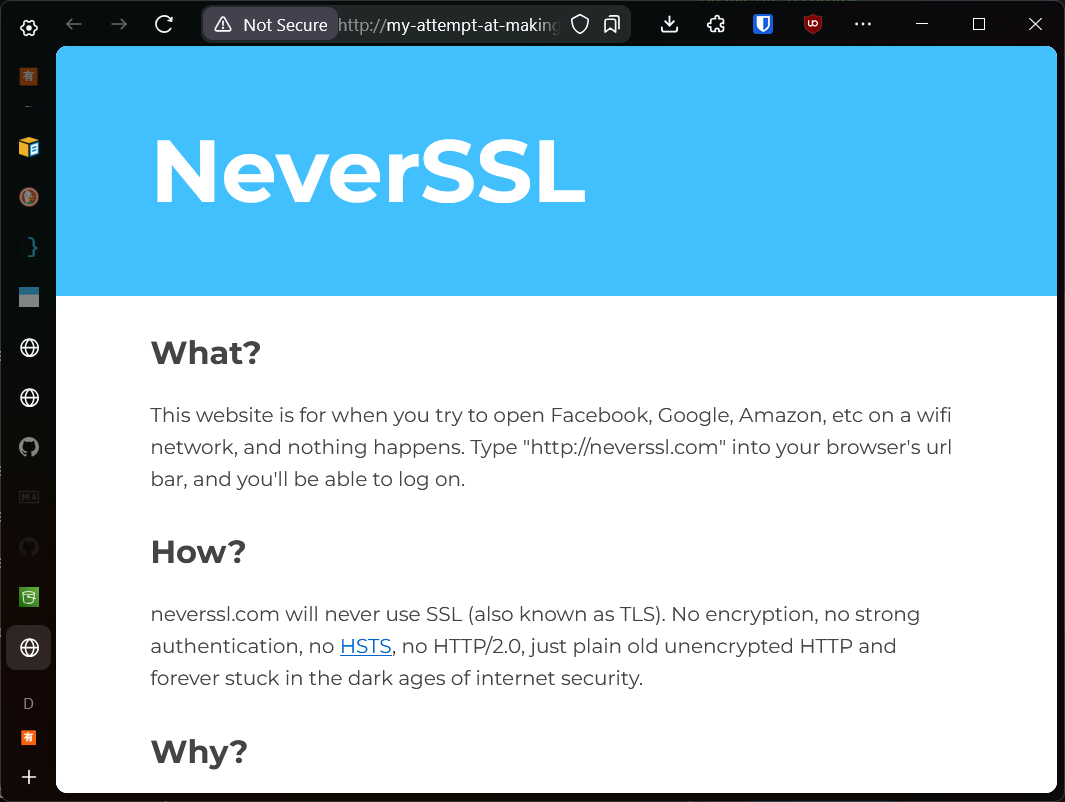 Not Secure http://my-attempt-at-making
有
NeverSSL
What?
This website is for when you try to open Facebook, Google, Amazon, etc on a wifi
network, and nothing happens. Type "http://neverssl.com" into your browser's url
bar, and you'll be able to log on.
How?
neverssl.com will never use SSL (also known as TLS). No encryption, no strong
authentication, no HSTS, no HTTP/2.0, just plain old unencrypted HTTP and
forever stuck in the dark ages of internet security.
Why?
D
有